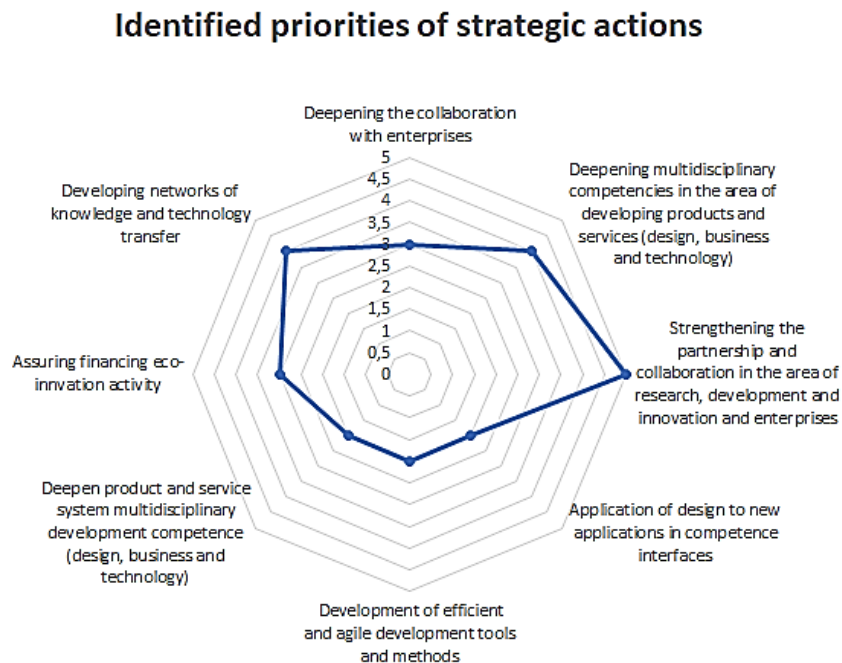 Identified priorities of strategic actions
Deepening the collaboration
with enterprises
5
4,5
4
3,5
3
2,5
2
1,5
1
0,5
0
Deepening multidisciplinary
competencies in the area of
developing products and
services (design, business
and technology)
Strengthening the
partnership and
collaboration in the area of
research, development and
innovation and enterprises
Application of design to new
applications in competence
interfaces
Development of efficient
and agile development tools
and methods
Deepen product and service
system multidisciplinary
development competence
(design, business and
technology)
Assuring financing eco-
innvation activity
Developing networks of
knowledge and technology
transfer